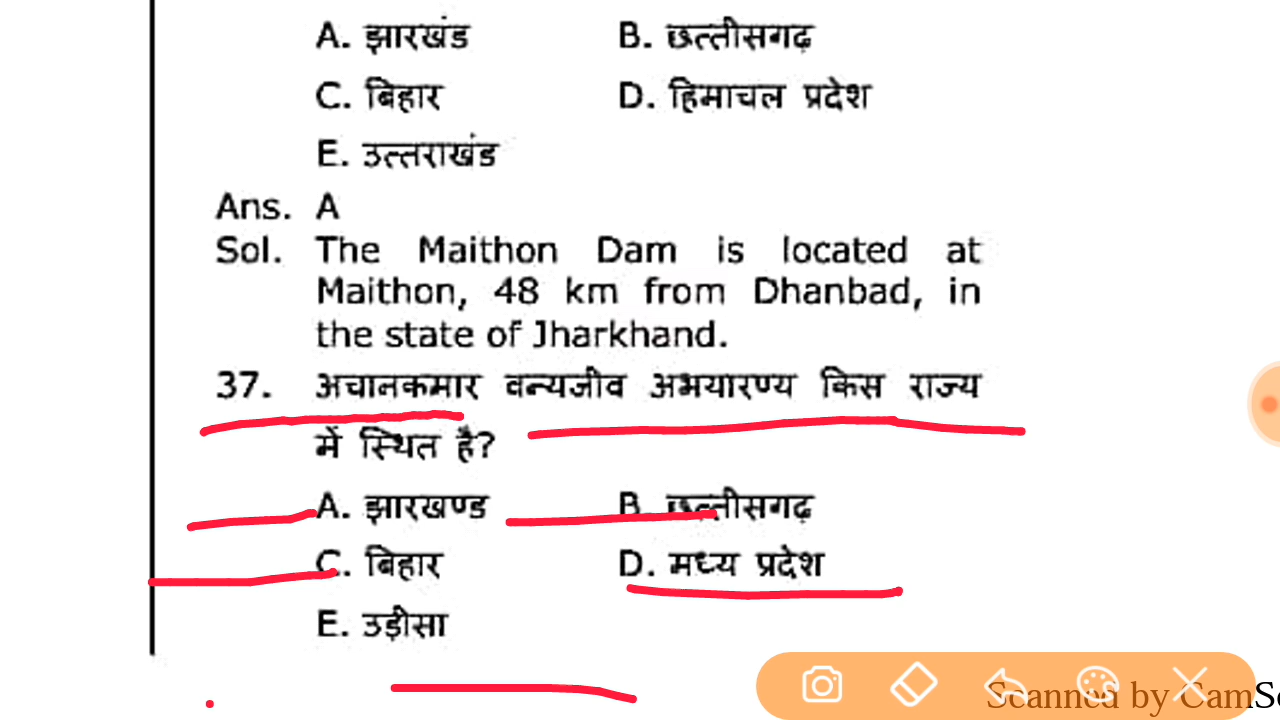 A. झारखंड B. छत्तीसगढ़
C. बिहार D. हिमाचल प्रदेश
E. उत्तराखंड
Ans. A
Sol. The Maithon Dam is located at
Maithon, 48 km from Dhanbad, in
the state of Jharkhand.
37. अचानकमार वन्यजीव अभयारण्य किस राज्य
में स्थित है?
A. झारखण्ड B. छत्तीसगढ़
C. बिहार D. मध्य प्रदेश
E. उड़ीसा
Scanned by CamSc